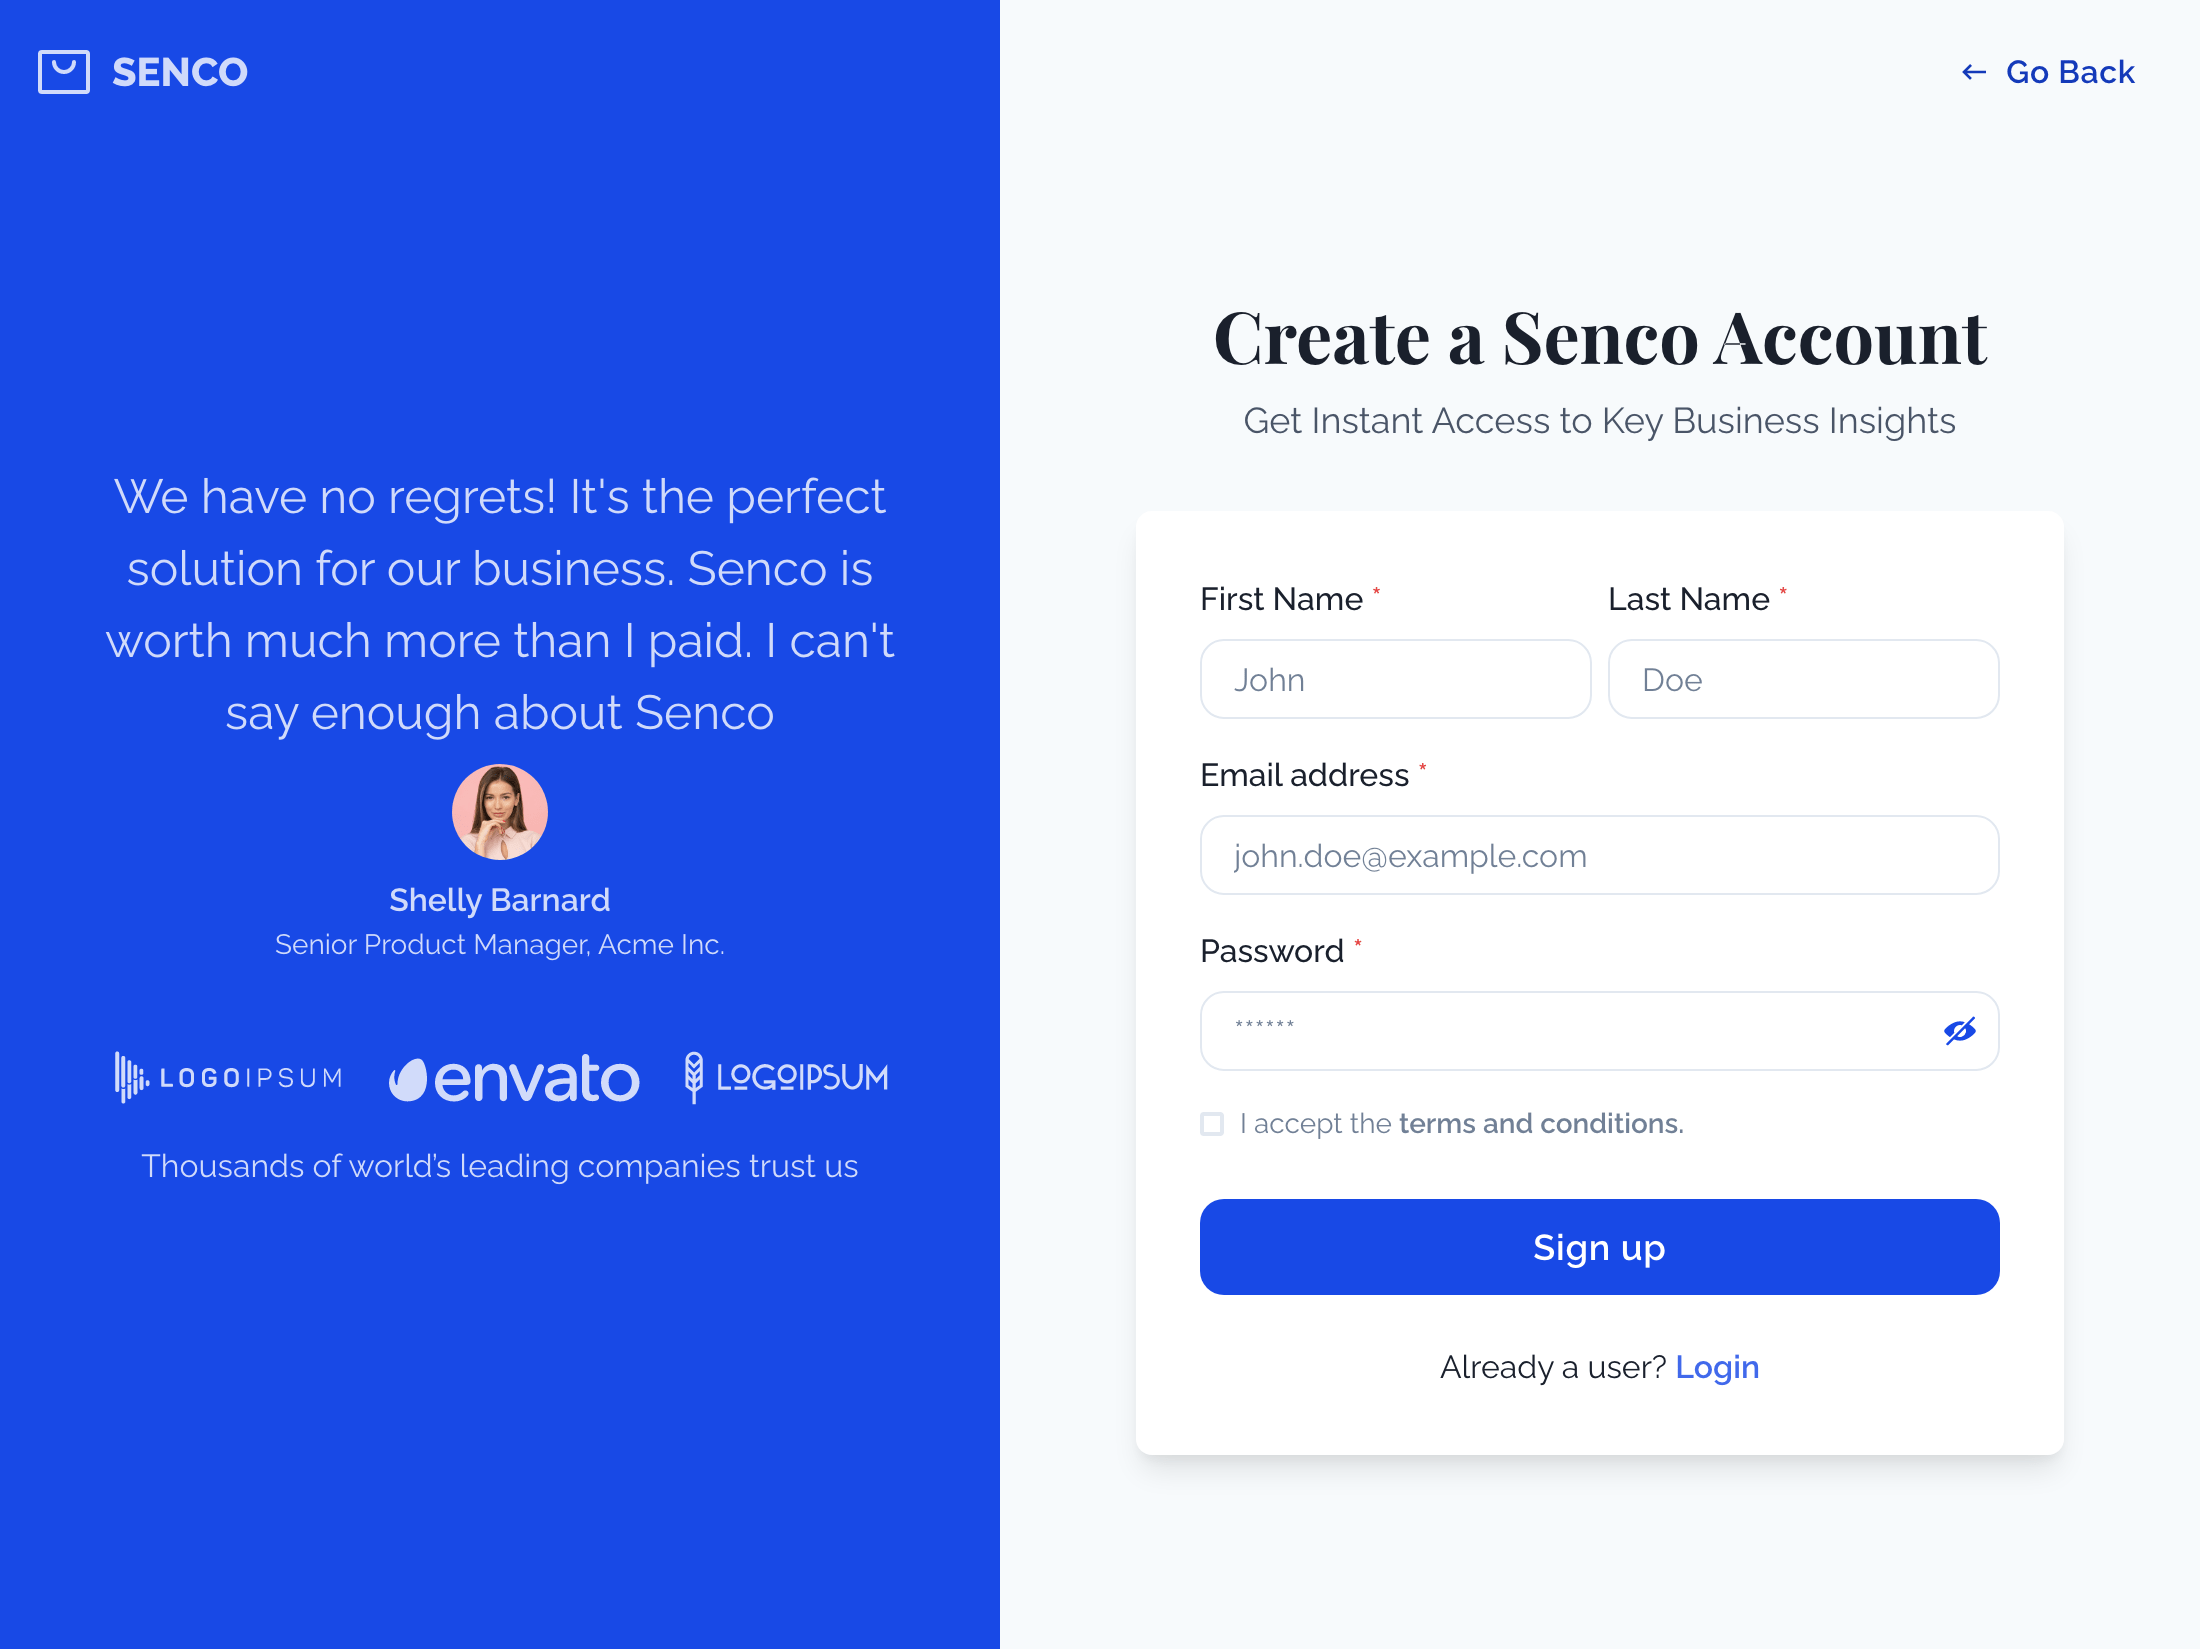 SENCO
We have no regrets! It's the perfect
solution for our business. Senco is
worth much more than I paid. I can't
say enough about Senco
Shelly Barnard
Senior Product Manager, Acme Inc.
LOGOIPSUM envato LOGOIPSUM
Thousands of world’s leading companies trust us
Go Back
Create a Senco Account
Get Instant Access to Key Business Insights
First Name * Last Name *
John Doe
Email address *
john.doe@example.com
Password *
******
I accept the terms and conditions.
Sign up
Already a user? Login